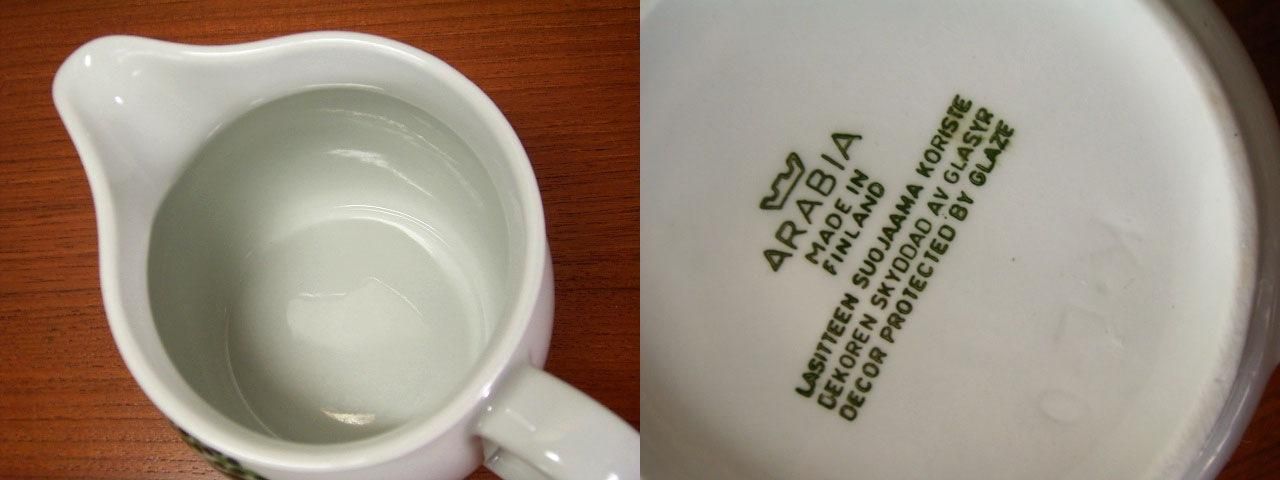 ARABIA
MADE IN
FINLAND
LASITTEEN SUOJAAMA KORISTE
DEKOREN SKYDDAD AV GLASYR
DECOR PROTECTED BY GLAZE